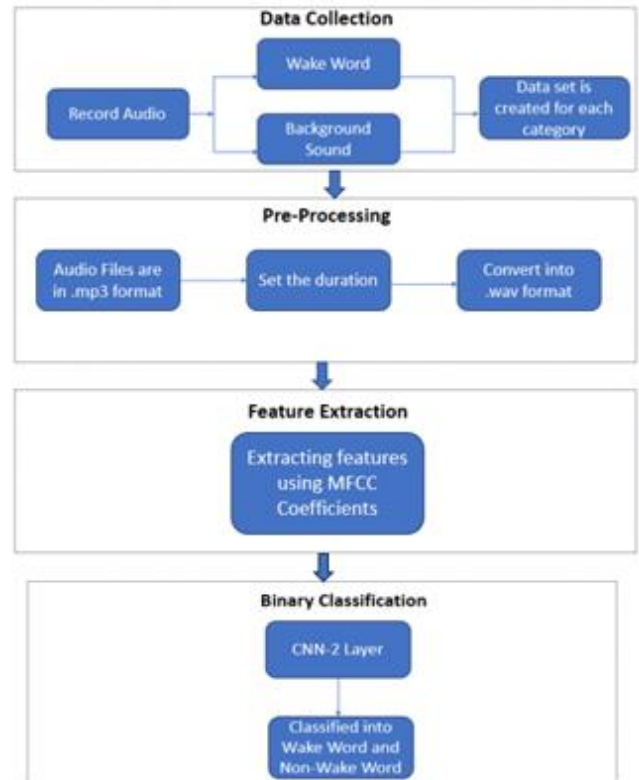 Data Collection
Wake Word
Record Audio
Background
Sound
Data set is
created for each
category
Pre-Processing
Audio Files are
in .mp3 format
Set the duration
Convert into
.wav format
Feature Extraction
Extracting features
using MFCC
Coefficients
Binary Classification
CNN-2 Layer
Classified into
Wake Word and
Non-Wake Word